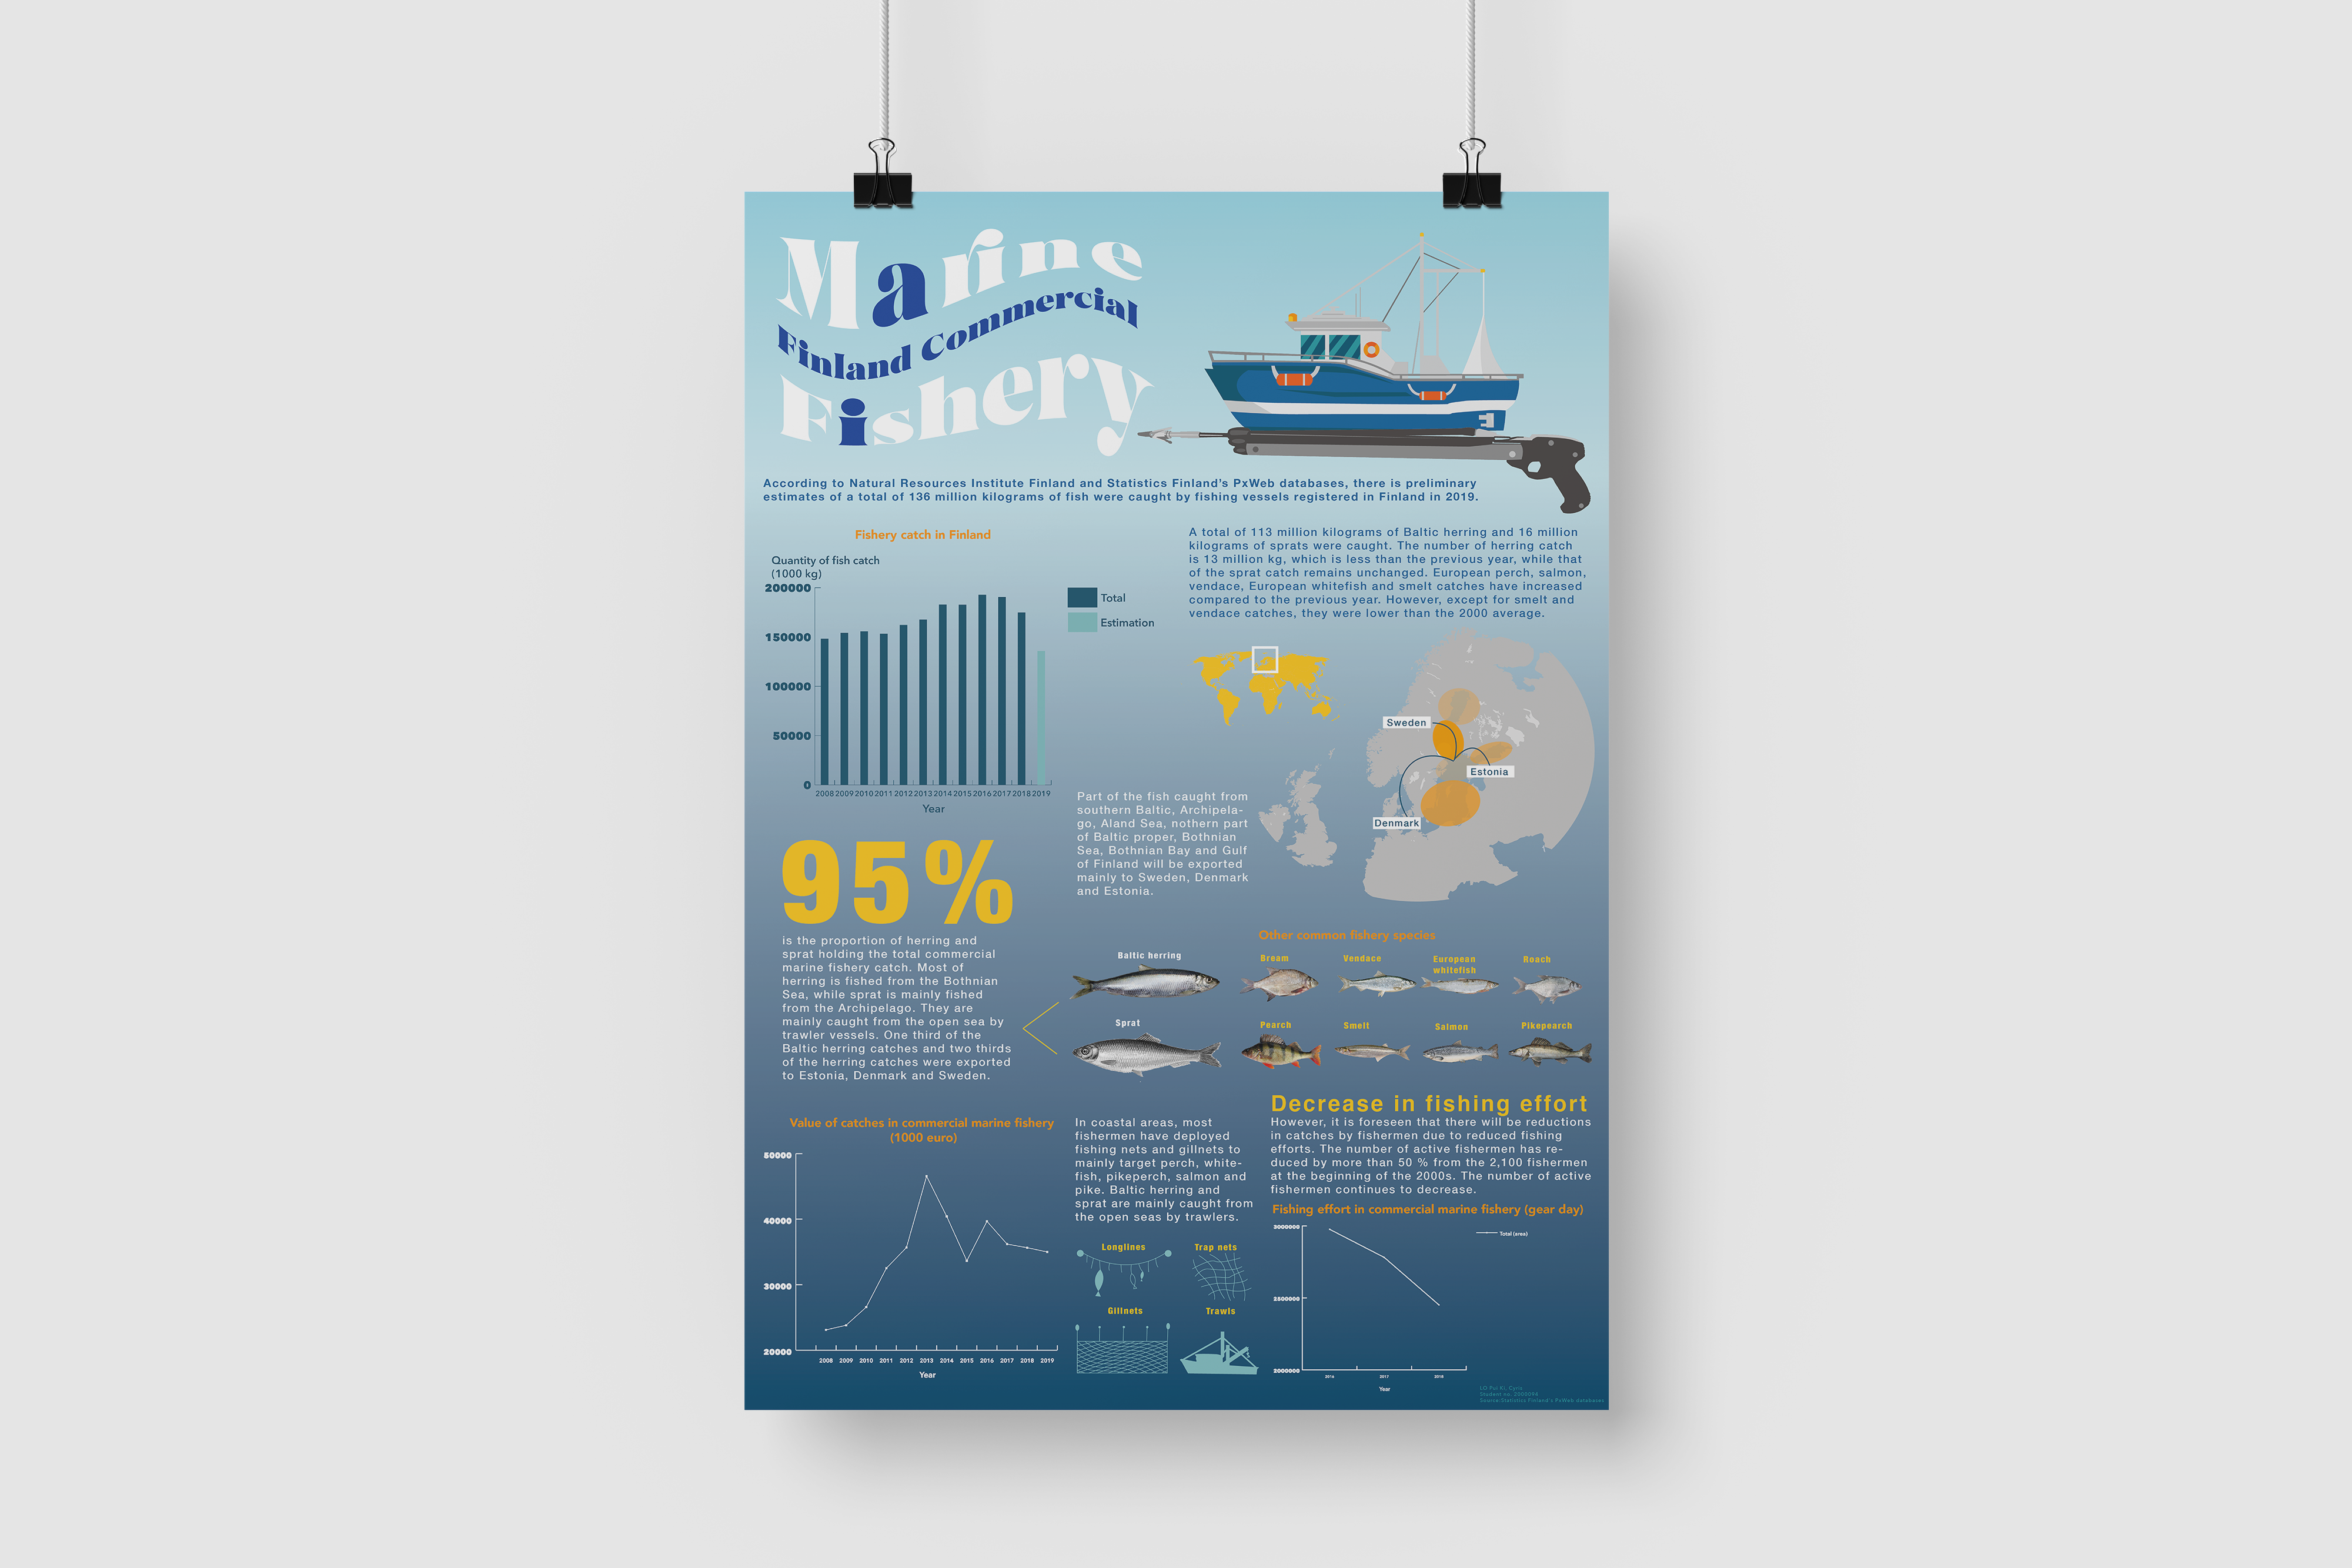 Marine
Finland Commercial
Fishery
According to Natural Resources Institute Finland and Statistics Finland's PxWeb databases, there is preliminary
estimates of a total of 136 million kilograms of fish were caught by fishing vessels registered in Finland in 2019.
Fishery catch in Finland
Quantity of fish catch
(1000 kg)
200000
150000
100000
50000
0
2008 2009 2010 2011 2012 2013 2014 2015 2016 2017 2018 2019
Year
Total
Estimation
A total of 113 million kilograms of Baltic herring and 16 million
kilograms of sprats were caught. The number of herring catch
is 13 million kg, which is less than the previous year, while that
of the sprat catch remains unchanged. European perch, salmon,
vendace, European whitefish and smelt catches have increased
compared to the previous year. However, except for smelt and
vendace catches, they were lower than the 2000 average.
Sweden
Estonia
Denmark
Part of the fish caught from
southern Baltic, Archipela-
go, Aland Sea, nothern part
of Baltic proper, Bothnian
Sea, Bothnian Bay and Gulf
of Finland will be exported
mainly to Sweden, Denmark
and Estonia.
95%
is the proportion of herring and
sprat holding the total commercial
marine fishery catch. Most of
herring is fished from the Bothnian
Sea, while sprat is mainly fished
from the Archipelago. They are
mainly caught from the open sea by
trawler vessels. One third of the
Baltic herring catches and two thirds
of the herring catches were exported
to Estonia, Denmark and Sweden.
Baltic herring
Sprat
Other common fishery species
Bream
Vendace
European
whitefish
Roach
Pearch
Smelt
Salmon
Pikepearch
Value of catches in commercial marine fishery
(1000 euro)
50000
40000
30000
20000
2008 2009 2010 2011 2012 2013 2014 2015 2016 2017 2018 2019
Year
In coastal areas, most
fishermen have deployed
fishing nets and gillnets to
mainly target perch, white-
fish, pikeperch, salmon and
pike. Baltic herring and
sprat are mainly caught from
the open seas by trawlers.
Longlines
Trap nets
Gillnets
Trawls
Decrease in fishing effort
However, it is foreseen that there will be reductions
in catches by fishermen due to reduced fishing
efforts. The number of active fishermen has re-
duced by more than 50 % from the 2,100 fishermen
at the beginning of the 2000s. The number of active
fishermen continues to decrease.
Fishing effort in commercial marine fishery (gear day)
3000000
2500000
2000000
Total (area)
2016 2017 2018
Year
Source:Statistics Finland's PxWeb databases